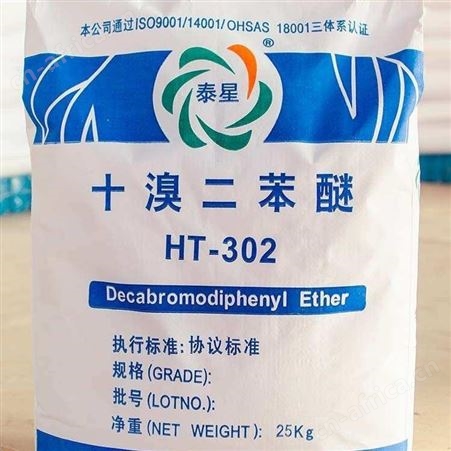 本公司通过ISO9001/14001/OHSAS 18001三体系认证
®
泰星
十溴二苯醚
HT-302
Decabromodiphenyl Ether
执行标准: 协议标准
规格(GRADE):
批号(LOTNO.):
净重(NET WEIGHT): 25Kg